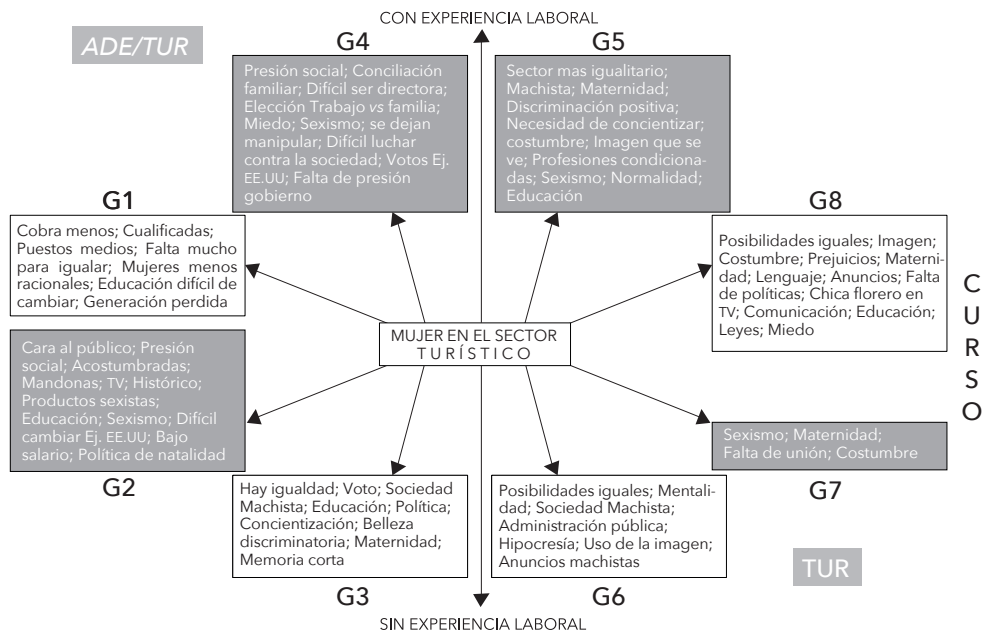 CON EXPERIENCIA LABORAL
ADE/TUR
G4
Presión social; Conciliación
familiar; Difícil ser directora;
Elección Trabajo vs familia;
Miedo; Sexismo; se dejan
manipular; Difícil luchar
contra la sociedad; Votos Ej.
EE.UU; Falta de presión
gobierno
G5
Sector mas igualitario;
Machista; Maternidad;
Discriminación positiva;
Necesidad de concientizar;
costumbre; Imagen que se
ve; Profesiones condiciona-
das; Sexismo; Normalidad;
Educación
G1
Cobra menos; Cualificadas;
Puestos medios; Falta mucho
para igualar; Mujeres menos
racionales; Educación difícil de
cambiar; Generación perdida
G8
Posibilidades iguales; Imagen;
Costumbre; Prejuicios; Materni-
dad; Lenguaje; Anuncios; Falta
de políticas; Chica florero en
TV; Comunicación; Educación;
Leyes; Miedo
CURSO
MUJER EN EL SECTOR
TURÍSTICO
Cara al público; Presión
social; Acostumbradas;
Mandonas; TV; Histórico;
Productos sexistas;
Educación; Sexismo; Difícil
cambiar Ej. EE.UU; Bajo
salario; Política de natalidad
G2
Sexismo; Maternidad;
Falta de unión; Costumbre
G7
Hay igualdad; Voto; Sociedad
Machista; Educación; Política;
Concientización; Belleza
discriminatoria; Maternidad;
Memoria corta
G3
Posibilidades iguales; Mentali-
dad; Sociedad Machista;
Administración pública;
Hipocresía; Uso de la imagen;
Anuncios machistas
G6
TUR
SIN EXPERIENCIA LABORAL